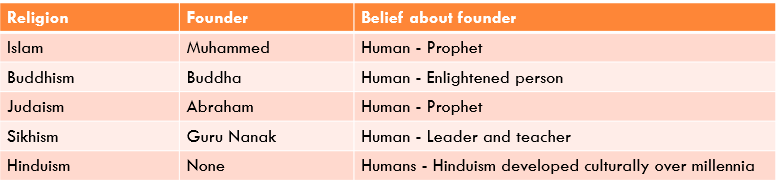 Religion Founder Belief about founder
Islam Muhammed Human - Prophet
Buddhism Buddha Human - Enlightened person
Judaism Abraham Human - Prophet
Sikhism Guru Nanak Human - Leader and teacher
Hinduism None Humans - Hinduism developed culturally over millennia